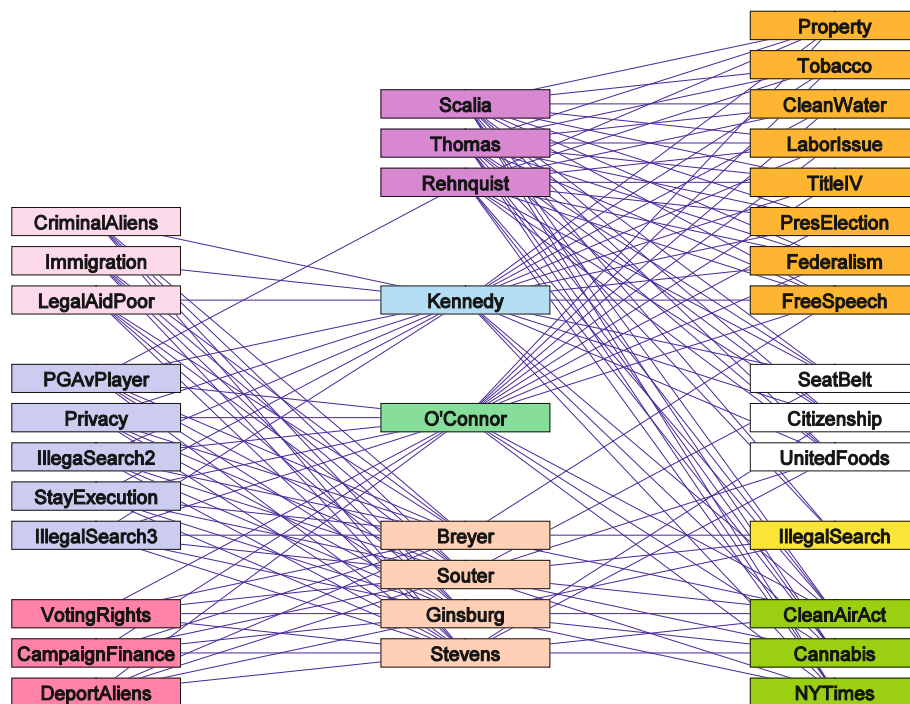 Property
Tobacco
Scalia
CleanWater
Thomas
LaborIssue
Rehnquist
TitleIV
CriminalAliens
PresElection
Immigration
Federalism
LegalAidPoor
Kennedy
FreeSpeech
PGAvPlayer
SeatBelt
Privacy
O'Connor
Citizenship
IllegaSearch2
UnitedFoods
StayExecution
IllegalSearch3
Breyer
IllegalSearch
Souter
VotingRights
Ginsburg
CleanAirAct
CampaignFinance
Stevens
Cannabis
DeportAliens
NYTimes